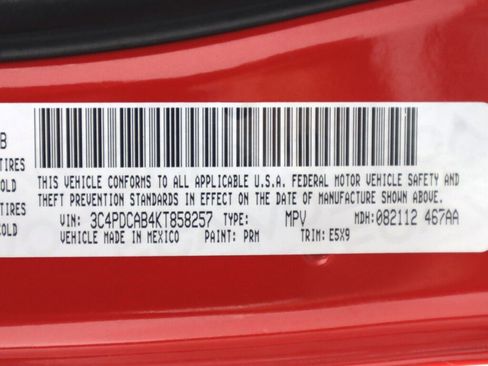 B
TIRES
COLD
THIS VEHICLE CONFORMS TO ALL APPLICABLE U.S.A. FEDERAL MOTOR VEHICLE SAFETY AND
TIRES
THEFT PREVENTION STANDARDS IN EFFECT ON THE DATE OF MANUFACTURE SHOWN ABOVE.
COLD
VIN: 3C4PDCAB4KT858257 TYPE: MPV MDH: 082112 467AA
VEHICLE MADE IN MEXICO PAINT: PRM TRIM: E5X9